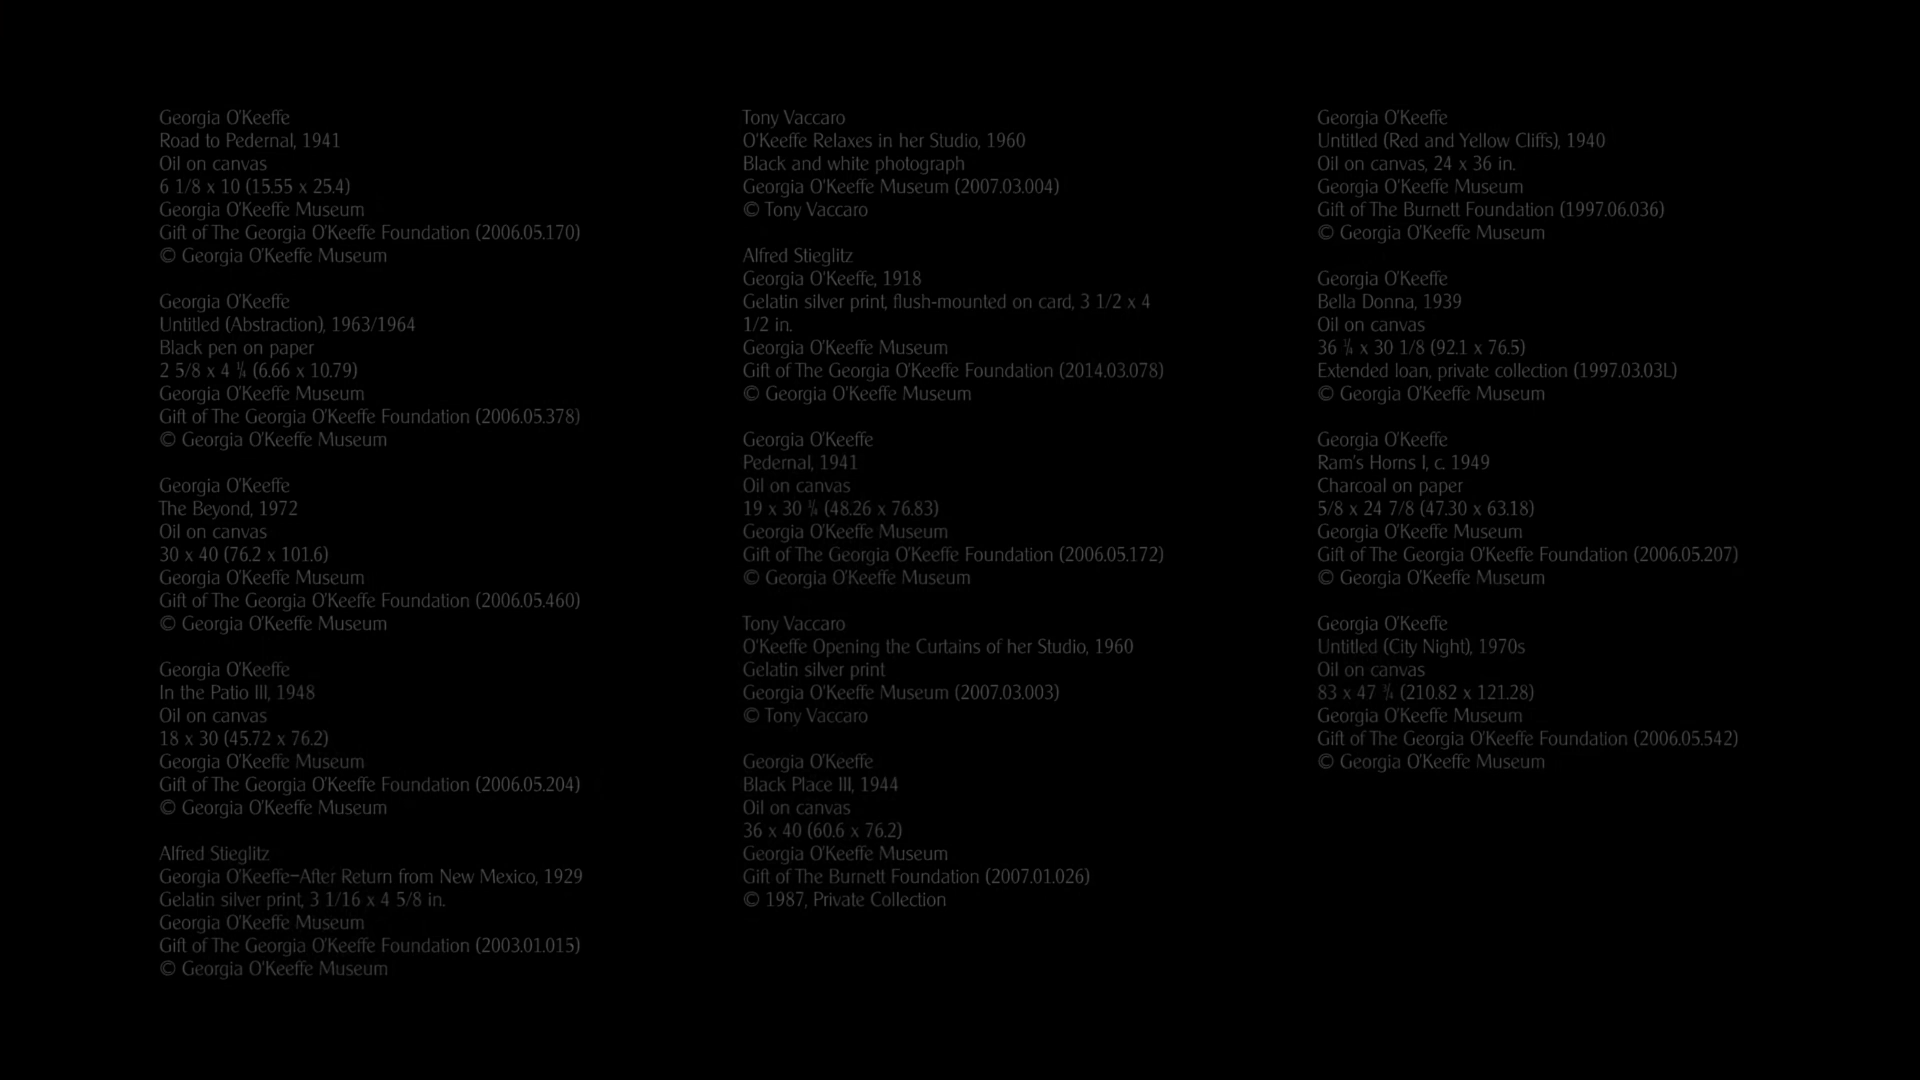 Georgia O'Keeffe
Road to Pedernal, 1941
Oil on canvas
6 1/8 x 10 (15.55 x 25.4)
Georgia O'Keeffe Museum
Gift of The Georgia O'Keeffe Foundation (2006.05.170)
© Georgia O'Keeffe Museum

Georgia O'Keeffe
Untitled (Abstraction), 1963/1964
Black pen on paper
2 5/8 x 4 ¼ (6.66 x 10.79)
Georgia O'Keeffe Museum
Gift of The Georgia O'Keeffe Foundation (2006.05.378)
© Georgia O'Keeffe Museum

Georgia O'Keeffe
The Beyond, 1972
Oil on canvas
30 x 40 (76.2 x 101.6)
Georgia O'Keeffe Museum
Gift of The Georgia O'Keeffe Foundation (2006.05.460)
© Georgia O'Keeffe Museum

Georgia O'Keeffe
In the Patio III, 1948
Oil on canvas
18 x 30 (45.72 x 76.2)
Georgia O'Keeffe Museum
Gift of The Georgia O'Keeffe Foundation (2006.05.204)
© Georgia O'Keeffe Museum

Alfred Stieglitz
Georgia O'Keeffe–After Return from New Mexico, 1929
Gelatin silver print, 3 1/16 x 4 5/8 in.
Georgia O'Keeffe Museum
Gift of The Georgia O'Keeffe Foundation (2003.01.015)
© Georgia O'Keeffe Museum

Tony Vaccaro
O'Keeffe Relaxes in her Studio, 1960
Black and white photograph
Georgia O'Keeffe Museum (2007.03.004)
© Tony Vaccaro

Alfred Stieglitz
Georgia O'Keeffe, 1918
Gelatin silver print, flush-mounted on card, 3 1/2 x 4
1/2 in.
Georgia O'Keeffe Museum
Gift of The Georgia O'Keeffe Foundation (2014.03.078)
© Georgia O'Keeffe Museum

Georgia O'Keeffe
Pedernal, 1941
Oil on canvas
19 x 30 ¼ (48.26 x 76.83)
Georgia O'Keeffe Museum
Gift of The Georgia O'Keeffe Foundation (2006.05.172)
© Georgia O'Keeffe Museum

Tony Vaccaro
O'Keeffe Opening the Curtains of her Studio, 1960
Gelatin silver print
Georgia O'Keeffe Museum (2007.03.003)
© Tony Vaccaro

Georgia O'Keeffe
Black Place III, 1944
Oil on canvas
36 x 40 (60.6 x 76.2)
Georgia O'Keeffe Museum
Gift of The Burnett Foundation (2007.01.026)
© 1987, Private Collection

Georgia O'Keeffe
Untitled (Red and Yellow Cliffs), 1940
Oil on canvas, 24 x 36 in.
Georgia O'Keeffe Museum
Gift of The Burnett Foundation (1997.06.036)
© Georgia O'Keeffe Museum

Georgia O'Keeffe
Bella Donna, 1939
Oil on canvas
36 ¼ x 30 1/8 (92.1 x 76.5)
Extended loan, private collection (1997.03.03L)
© Georgia O'Keeffe Museum

Georgia O'Keeffe
Ram's Horns I, c. 1949
Charcoal on paper
5/8 x 24 7/8 (47.30 x 63.18)
Georgia O'Keeffe Museum
Gift of The Georgia O'Keeffe Foundation (2006.05.207)
© Georgia O'Keeffe Museum

Georgia O'Keeffe
Untitled (City Night), 1970s
Oil on canvas
83 x 47 ¾ (210.82 x 121.28)
Georgia O'Keeffe Museum
Gift of The Georgia O'Keeffe Foundation (2006.05.542)
© Georgia O'Keeffe Museum